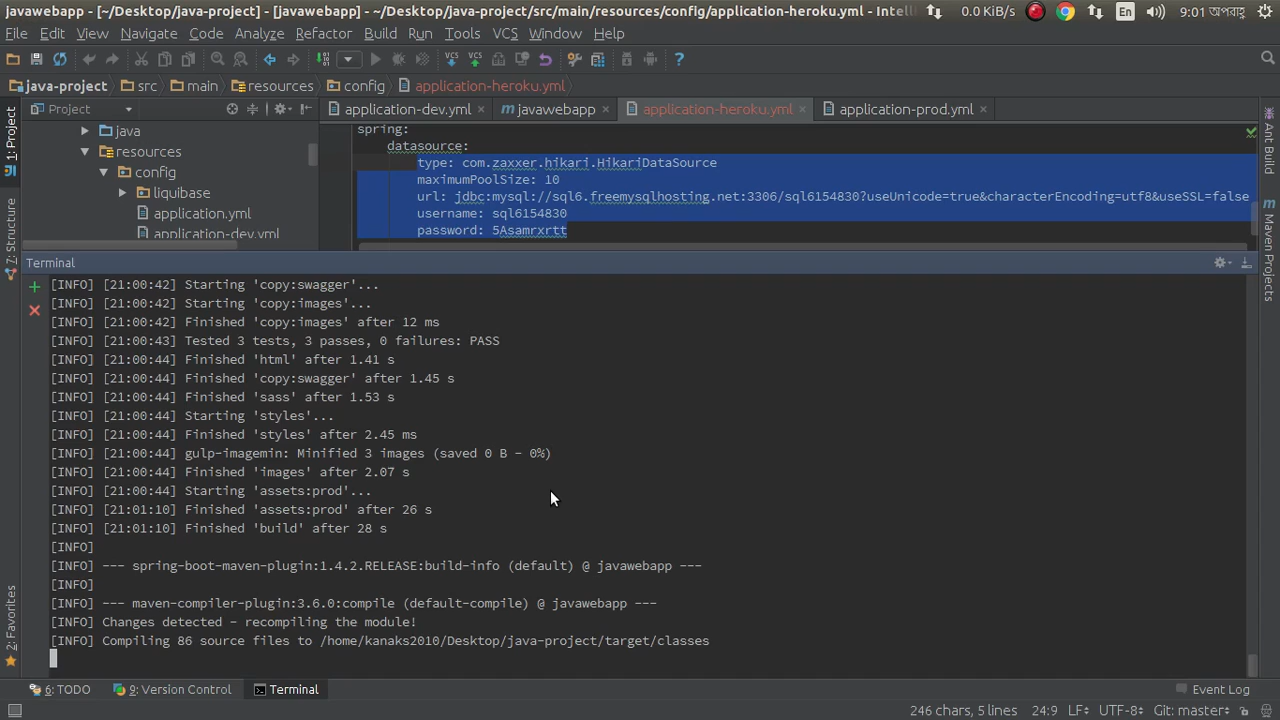 javawebapp - [~/Desktop/java-project] - [javawebapp] - ~/Desktop/java-project/src/main/resources/config/application-heroku.yml - Intell
0.0 KiB/s En 9:01 অপরাহ্ণ
File Edit View Navigate Code Analyze Refactor Build Run Tools VCS Window Help
java-project src main resources config application-heroku.yml
Project application-dev.yml javawebapp application-heroku.yml application-prod.yml
1: Project
Z: Structure
2: Favorites
java
resources
config
liquibase
application.yml
application-dev.yml
spring:
datasource:
type: com.zaxxer.hikari.HikariDataSource
maximumPoolSize: 10
url: jdbc:mysql://sql6.freemysqlhosting.net:3306/sql6154830?useUnicode=true&characterEncoding=utf8&useSSL=false
username: sql6154830
password: 5Asamrxrtt
Ant Build
Maven Projects
Terminal
[INFO] [21:00:42] Starting 'copy:swagger'...
[INFO] [21:00:42] Starting 'copy:images'...
[INFO] [21:00:42] Finished 'copy:images' after 12 ms
[INFO] [21:00:43] Tested 3 tests, 3 passes, 0 failures: PASS
[INFO] [21:00:44] Finished 'html' after 1.41 s
[INFO] [21:00:44] Finished 'copy:swagger' after 1.45 s
[INFO] [21:00:44] Finished 'sass' after 1.53 s
[INFO] [21:00:44] Starting 'styles'...
[INFO] [21:00:44] Finished 'styles' after 2.45 ms
[INFO] [21:00:44] gulp-imagemin: Minified 3 images (saved 0 B - 0%)
[INFO] [21:00:44] Finished 'images' after 2.07 s
[INFO] [21:00:44] Starting 'assets:prod'...
[INFO] [21:01:10] Finished 'assets:prod' after 26 s
[INFO] [21:01:10] Finished 'build' after 28 s
[INFO]
[INFO] --- spring-boot-maven-plugin:1.4.2.RELEASE:build-info (default) @ javawebapp ---
[INFO]
[INFO] --- maven-compiler-plugin:3.6.0:compile (default-compile) @ javawebapp ---
[INFO] Changes detected - recompiling the module!
[INFO] Compiling 86 source files to /home/kanaks2010/Desktop/java-project/target/classes
6: TODO 9: Version Control Terminal Event Log
246 chars, 5 lines 24:9 LF÷ UTF-8÷ Git: master÷